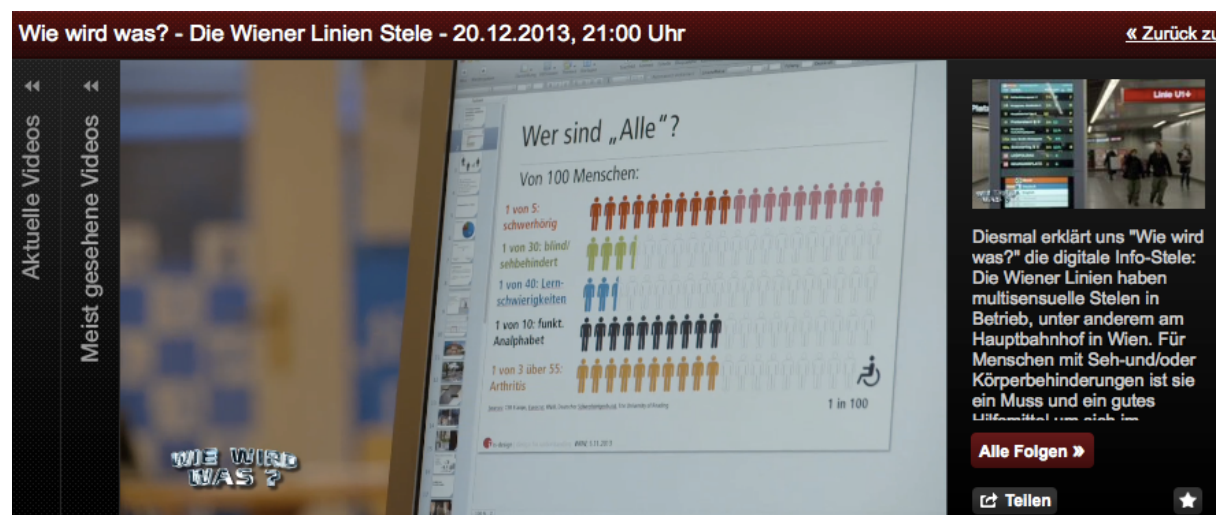 Wie wird was? - Die Wiener Linien Stele - 20.12.2013, 21:00 Uhr
« Zurück zu
Aktuelle Videos
Meist gesehene Videos
Wer sind „Alle“?
Von 100 Menschen:
1 von 5:
schwerhörig
1 von 30: blind/
sehbehindert
1 von 40: Lern-
schwierigkeiten
1 von 10: funkt.
Analphabet
1 von 3 über 55:
Arthritis
1 in 100
WIE WIRD
WAS ?
Linie U1
Diesmal erklärt uns "Wie wird
was?" die digitale Info-Stele:
Die Wiener Linien haben
multisensuelle Stelen in
Betrieb, unter anderem am
Hauptbahnhof in Wien. Für
Menschen mit Seh-und/oder
Körperbehinderungen ist sie
ein Muss und ein gutes
Hilfsmittel um sich im
Alle Folgen »
Teilen